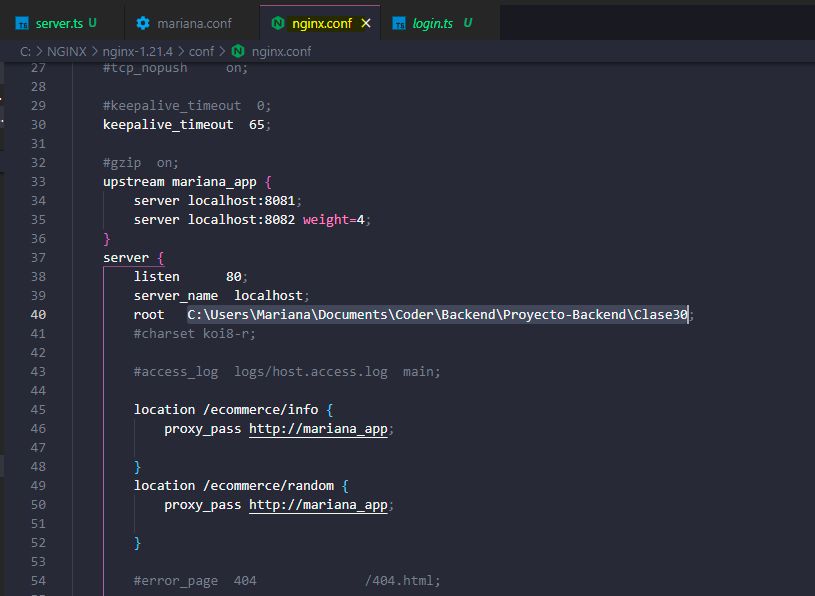 server.ts U mariana.conf nginx.conf login.ts U
C: > NGINX > nginx-1.21.4 > conf > nginx.conf
27 #tcp_nopush     on;
28
29 #keepalive_timeout  0;
30 keepalive_timeout  65;
31
32 #gzip  on;
33 upstream mariana_app {
34 server localhost:8081;
35 server localhost:8082 weight=4;
36 }
37 server {
38 listen      80;
39 server_name  localhost;
40 root   C:\Users\Mariana\Documents\Coder\Backend\Proyecto-Backend\Clase30;
41 #charset koi8-r;
42
43 #access_log  logs/host.access.log  main;
44
45 location /ecommerce/info {
46 proxy_pass http://mariana_app;
47
48 }
49 location /ecommerce/random {
50 proxy_pass http://mariana_app;
51
52 }
53
54 #error_page  404              /404.html;